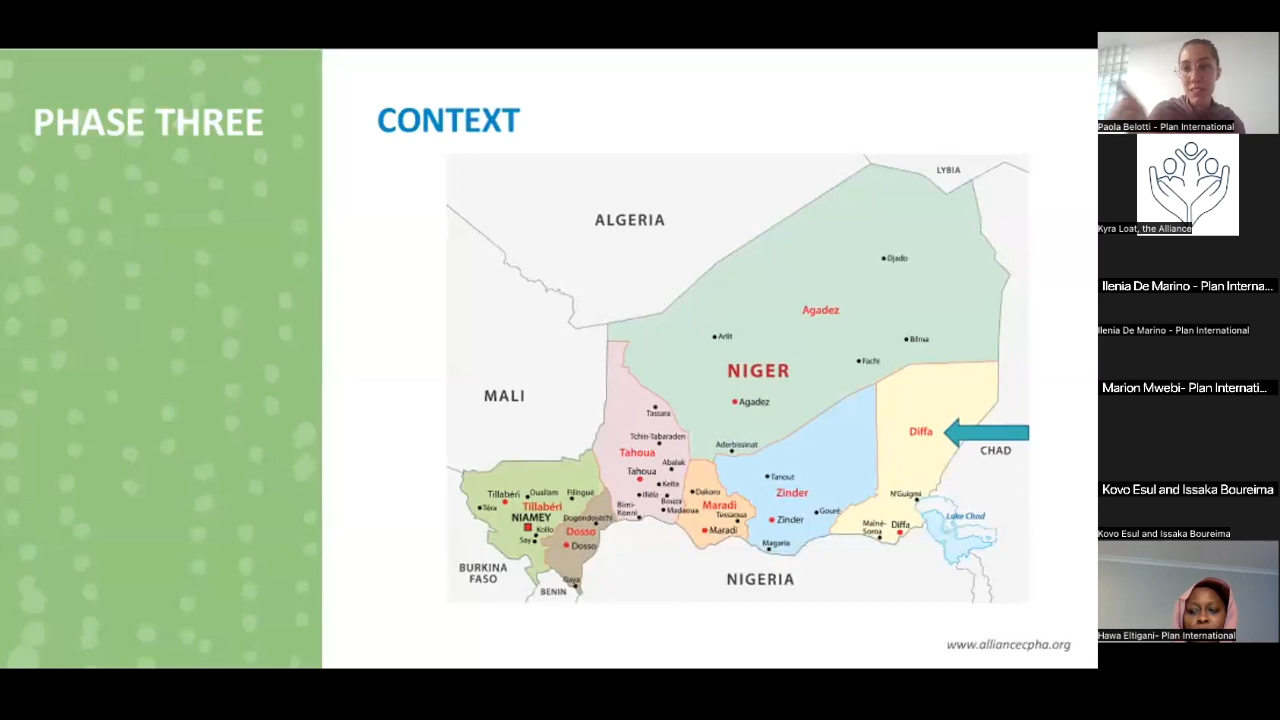 PHASE THREE
CONTEXT
LYBIA
ALGERIA
Djado
Agadez
Arlit
Bilma
Fachi
NIGER
MALI
Agadez
Tassara
Diffa
Tchin-Tabaraden
Aderbissinat
CHAD
Tahoua
Abalak
Tahoua
Tanout
Keita
Tillabéri
Ouallam
Filingué
Illéla
Bouza
Dakoro
Zinder
N'Guigmi
Téra
Tillabéri
Birni-
Konni
Madaoua
Maradi
Tessaoua
Gouré
NIAMEY
Dogondoutchi
Zinder
Lake Chad
Kollo
Say
Dosso
Maradi
Maïné-
Soroa
Diffa
Dosso
Magaria
BURKINA
FASO
Gaya
BENIN
NIGERIA
www.alliancecpha.org
Paola Belotti - Plan International
Kyra Loat, the Alliance
Ilenia De Marino - Plan Interna...
Ilenia De Marino - Plan International
Marion Mwebi- Plan Internati...
Kovo Esul and Issaka Boureima
Kovo Esul and Issaka Boureima
Hawa Eltigani- Plan International